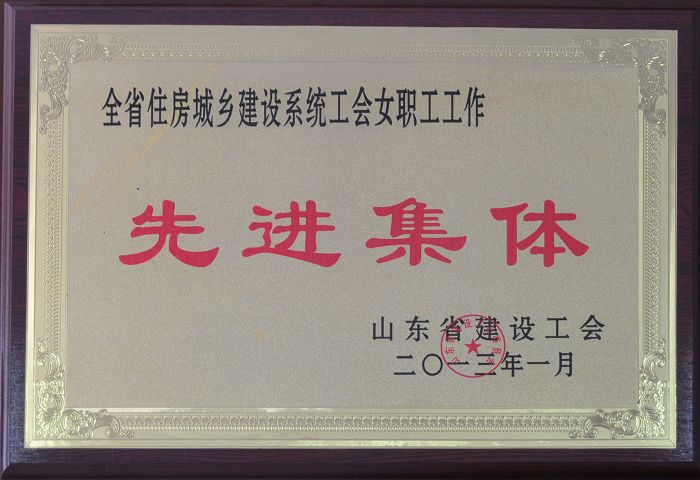 全省住房城乡建设系统工会女职工工作
先进集体
山东省建设工会
二〇一三年一月